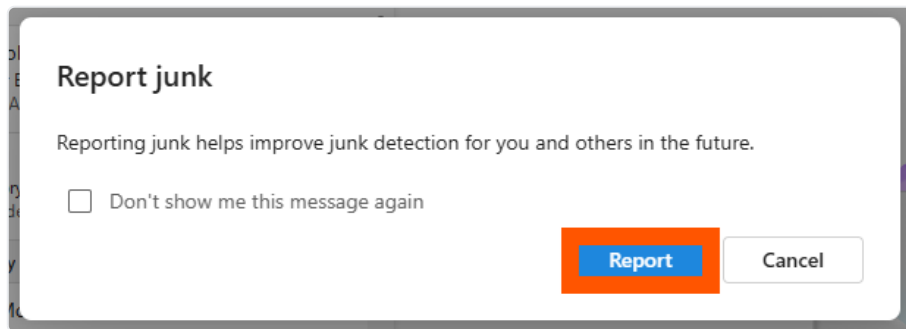 Report junk
Reporting junk helps improve junk detection for you and others in the future.
Don't show me this message again
Report
Cancel